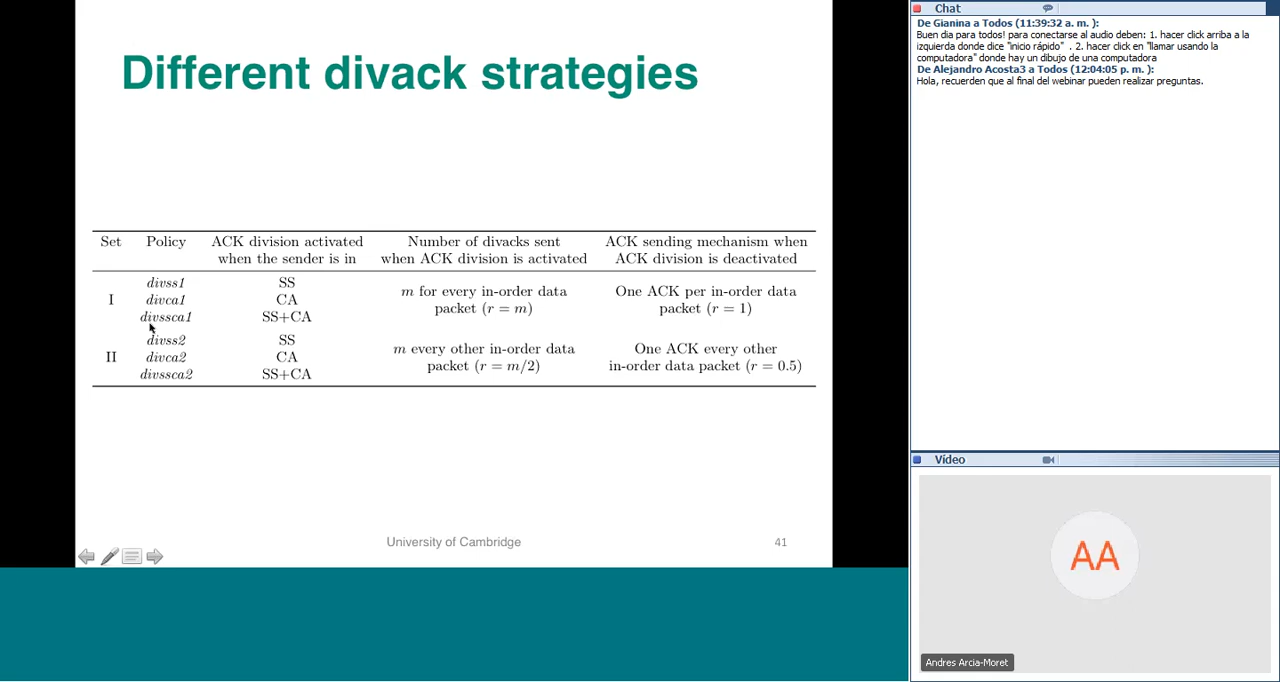 Different divack strategies
Set Policy ACK division activated when the sender is in Number of divacks sent when ACK division is activated ACK sending mechanism when ACK division is deactivated
I
divss1 SS
divca1 CA
divssca1 SS+CA
m for every in-order data
packet (r = m)
One ACK per in-order data
packet (r = 1)
II
divss2 SS
divca2 CA
divssca2 SS+CA
m every other in-order data
packet (r = m/2)
One ACK every other
in-order data packet (r = 0.5)
University of Cambridge
41
Chat
De Gianina a Todos (11:39:32 a. m. ):
Buen dia para todos! para conectarse al audio deben: 1. hacer click arriba a la
izquierda donde dice "inicio rápido" . 2. hacer click en "llamar usando la
computadora" donde hay un dibujo de una computadora
De Alejandro Acosta3 a Todos (12:04:05 p. m. ):
Hola, recuerden que al final del webinar pueden realizar preguntas.
Vídeo
AA
Andres Arcia-Moret